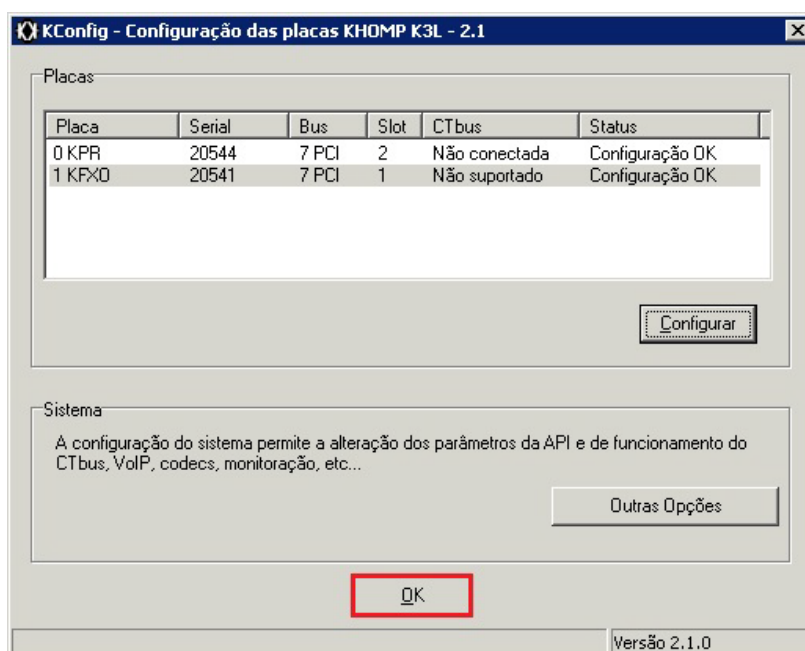 KConfig - Configuração das placas KHOMP K3L - 2.1
Placas
Placa Serial Bus Slot CTbus Status
0 KPR 20544 7 PCI 2 Não conectada Configuração OK
1 KFXO 20541 7 PCI 1 Não suportado Configuração OK
Configurar
Sistema
A configuração do sistema permite a alteração dos parâmetros da API e de funcionamento do
CTbus, VoIP, codecs, monitoração, etc...
Outras Opções
OK
Versão 2.1.0